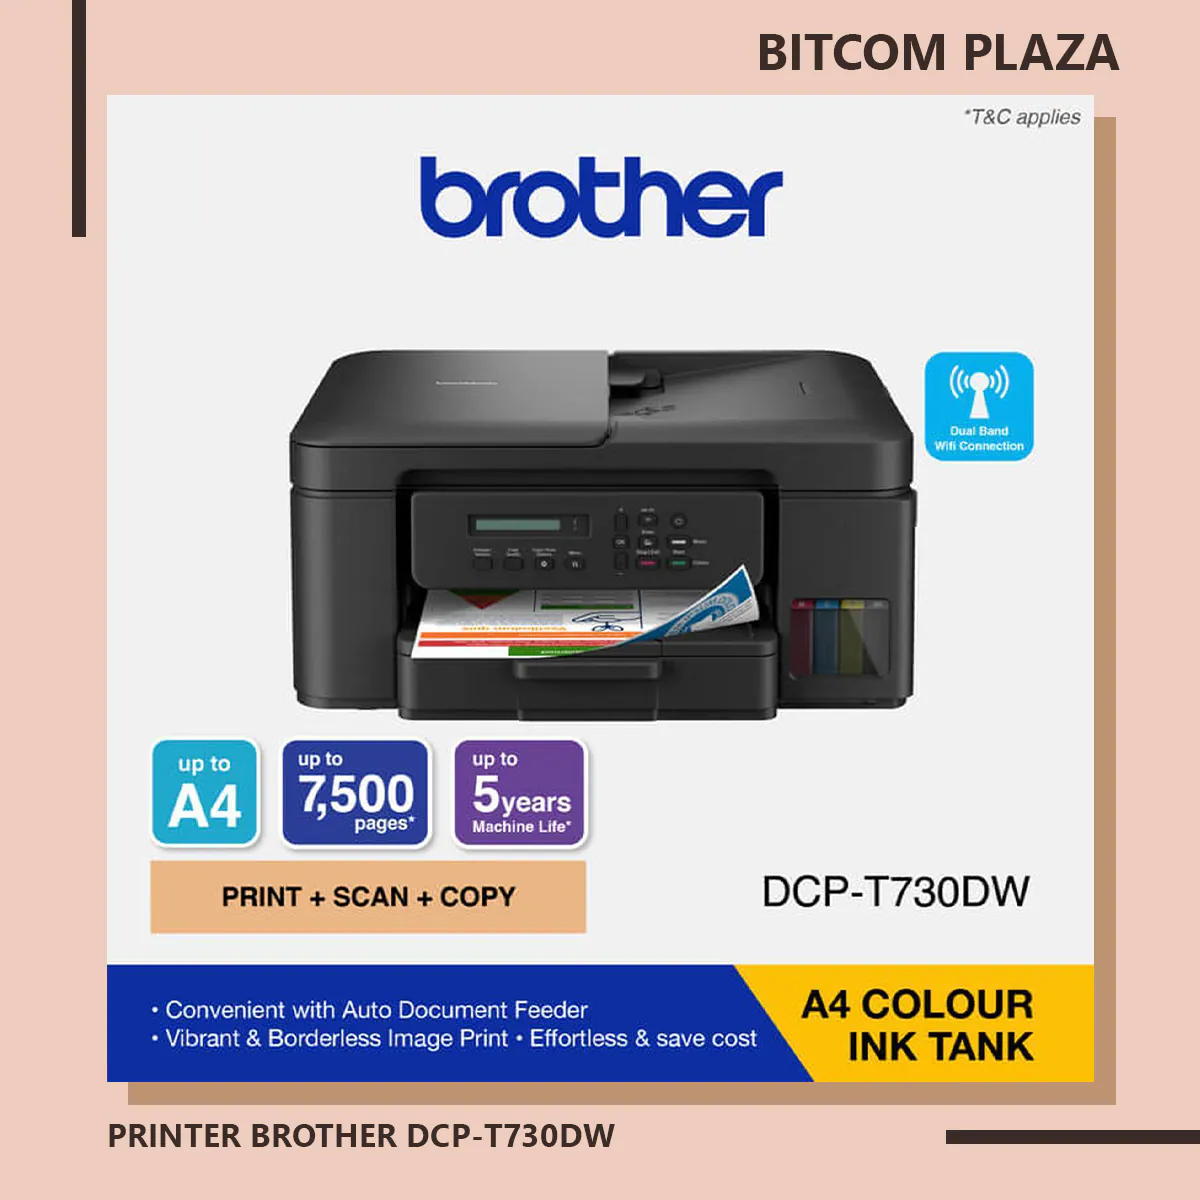 BITCOM PLAZA
*T&C applies
brother
Dual Band
Wifi Connection
up to
A4
up to
7,500
pages*
up to
5 years
Machine Life*
PRINT + SCAN + COPY
DCP-T730DW
• Convenient with Auto Document Feeder
• Vibrant & Borderless Image Print • Effortless & save cost
A4 COLOUR
INK TANK
PRINTER BROTHER DCP-T730DW